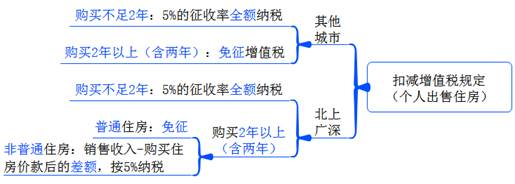 购买不足2年：5%的征收率全额纳税
其他
城市
购买2年以上（含两年）：免征增值税
扣减增值税规定
（个人出售住房）
购买不足2年：5%的征收率全额纳税
北上
广深
普通住房：免征
购买2年以上
（含两年）
非普通住房：销售收入-购买住
房价款后的差额，按5%纳税